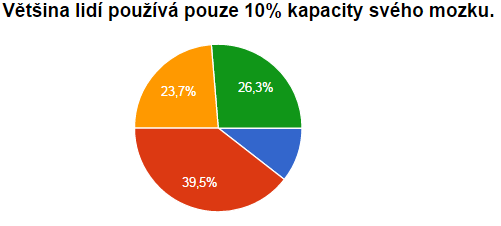 Většina lidí používá pouze 10% kapacity svého mozku.
23,7%
26,3%
39,5%